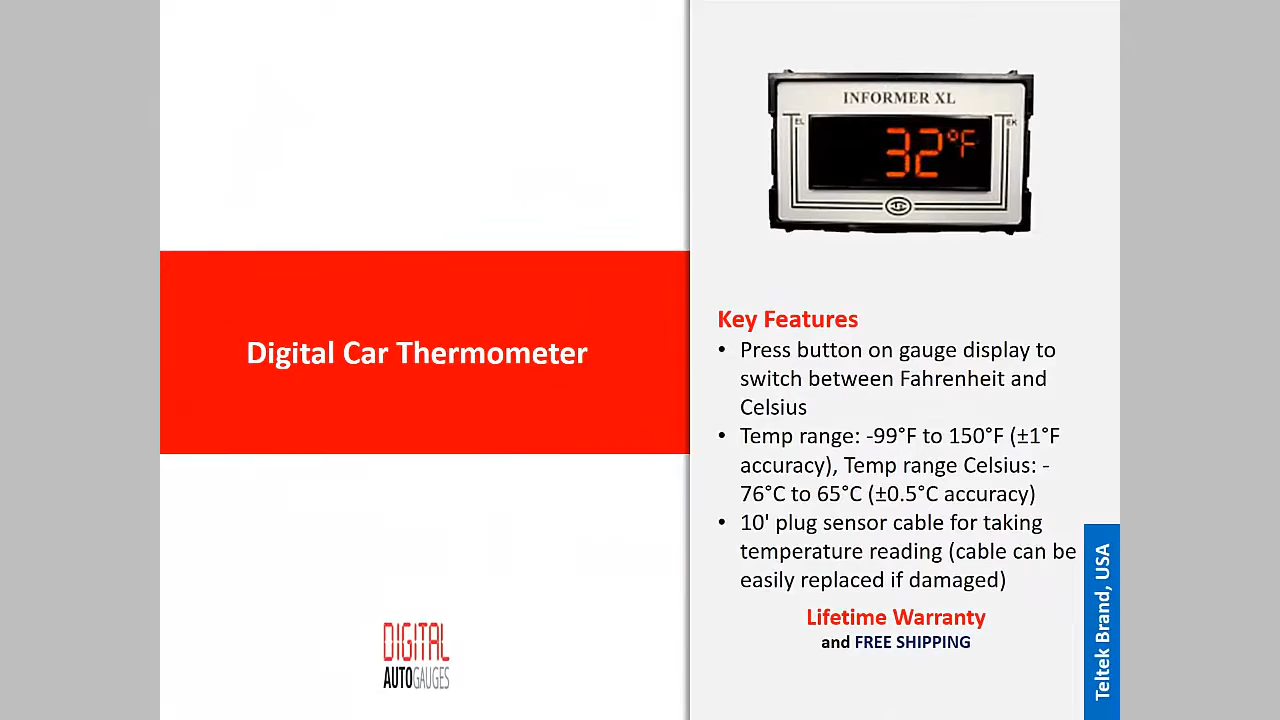 INFORMER XL
EL
EK
32°F
Digital Car Thermometer
Key Features
• Press button on gauge display to
switch between Fahrenheit and
Celsius
• Temp range: -99°F to 150°F (±1°F
accuracy), Temp range Celsius: -
76°C to 65°C (±0.5°C accuracy)
• 10' plug sensor cable for taking
temperature reading (cable can be
easily replaced if damaged)
Lifetime Warranty
and FREE SHIPPING
DIGITAL
AUTOGAUGES
Teltek Brand, USA